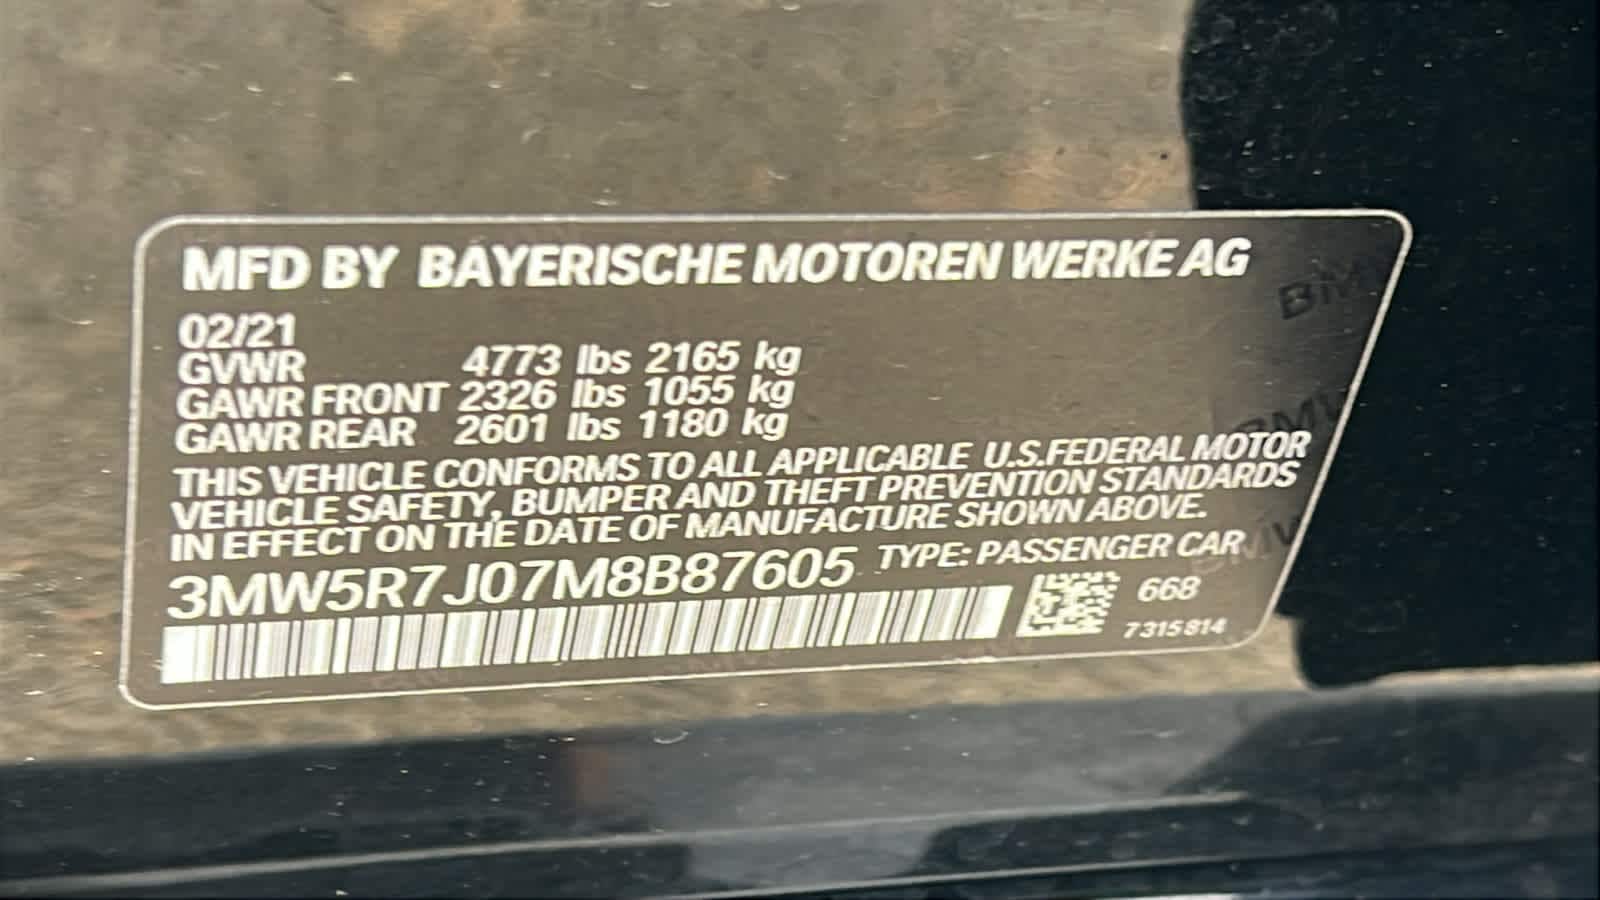 MFD BY BAYERISCHE MOTOREN WERKE AG
02/21
GVWR 4773 lbs 2165 kg
GAWR FRONT 2326 lbs 1055 kg
GAWR REAR 2601 lbs 1180 kg
THIS VEHICLE CONFORMS TO ALL APPLICABLE U.S.FEDERAL MOTOR
VEHICLE SAFETY, BUMPER AND THEFT PREVENTION STANDARDS
IN EFFECT ON THE DATE OF MANUFACTURE SHOWN ABOVE.
3MW5R7J07M8B87605 TYPE: PASSENGER CAR
668
7315814